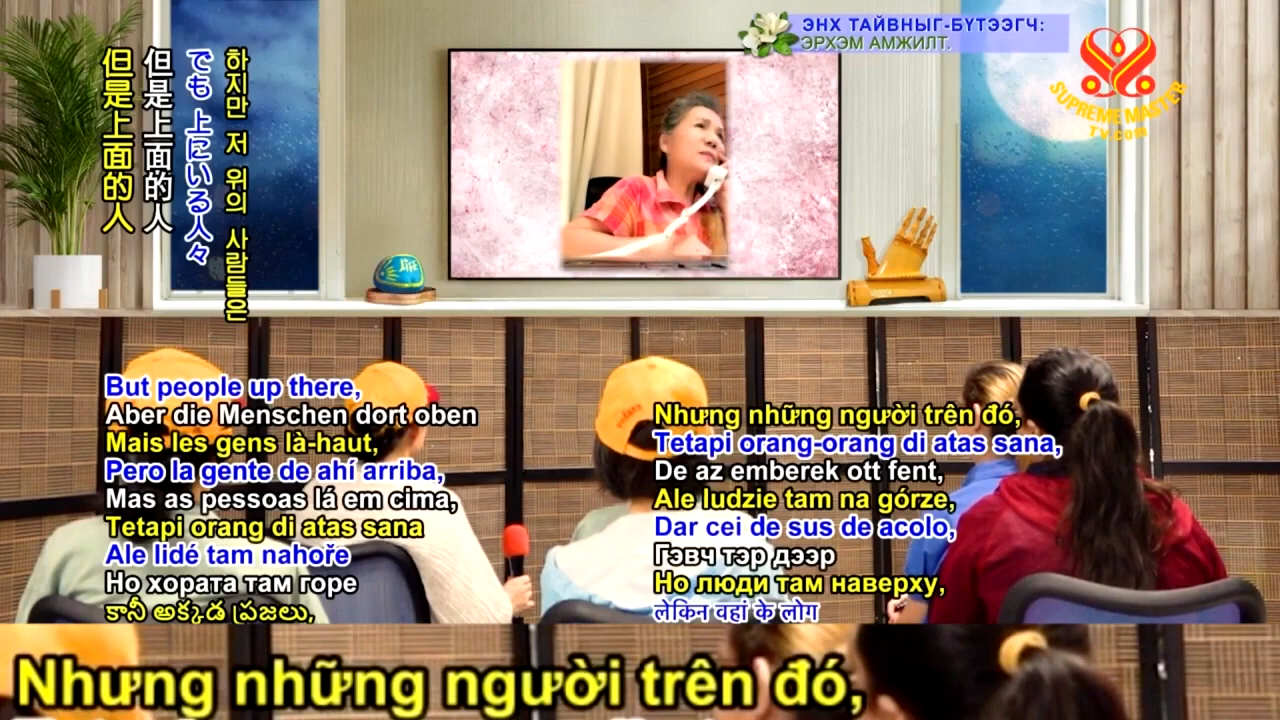 ЭНХ ТАЙВНЫГ-БҮТЭЭГЧ:
ЭРХЭМ АМЖИЛТ.
SUPREME MASTER
TV.COM
하지만 저 위의 사람들은
でも 上にいる人々
但是上面的人
但是上面的人
LIFE
But people up there,
Aber die Menschen dort oben
Mais les gens là-haut,
Pero la gente de ahí arriba,
Mas as pessoas lá em cima,
Tetapi orang di atas sana
Ale lidé tam nahoře
Но хората там горе
కానీ అక్కడ ప్రజలు,
Nhưng những người trên đó,
Tetapi orang-orang di atas sana,
De az emberek ott fent,
Ale ludzie tam na górze,
Dar cei de sus de acolo,
Гэвч тэр дээр
Но люди там наверху,
लेकिन वहां के लोग
Nhưng những người trên đó,